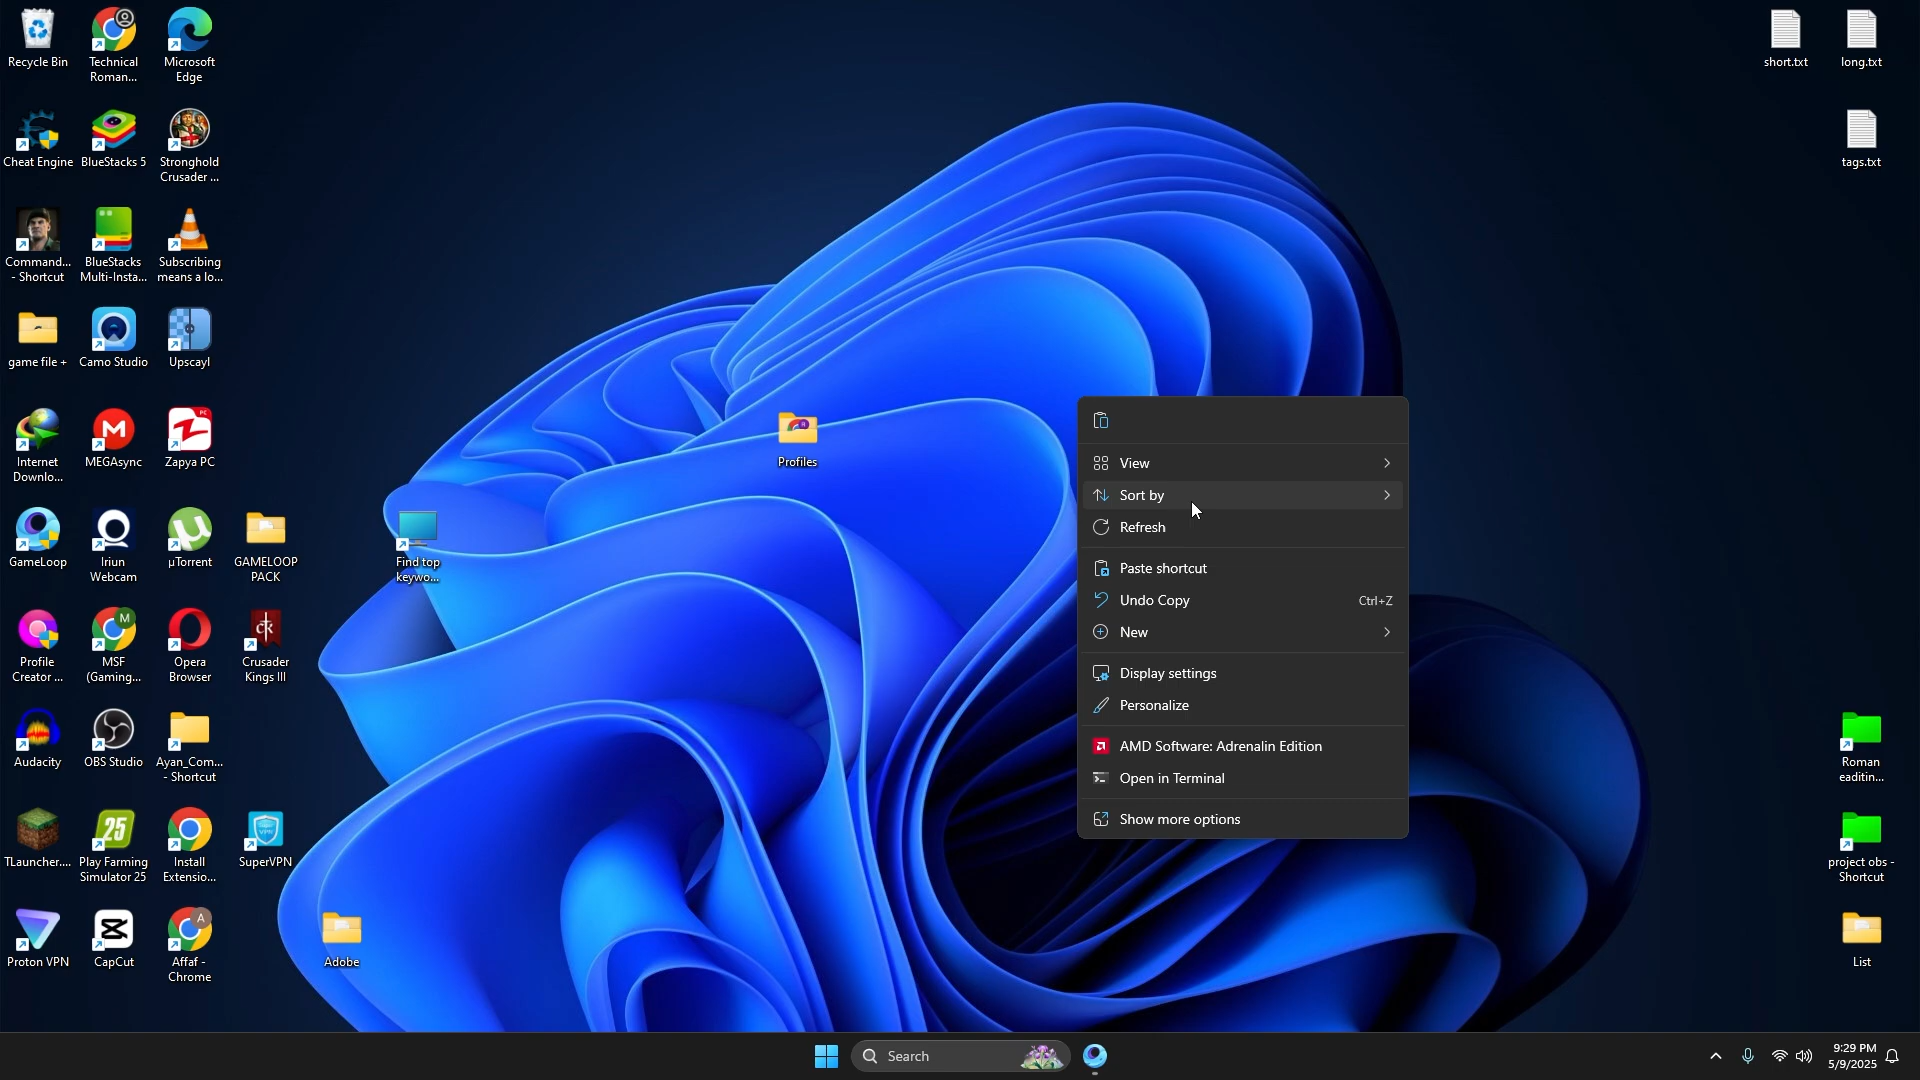 Recycle Bin
Technical
Roman...
Microsoft
Edge
Cheat Engine
BlueStacks 5
Stronghold
Crusader ...
Command...
- Shortcut
BlueStacks
Multi-Insta...
Subscribing
means a lo...
game file +
Camo Studio
Upscayl
Internet
Downlo...
MEGAsync
Zapya PC
GameLoop
Iriun
Webcam
µTorrent
GAMELOOP
PACK
Profile
Creator ...
MSF
(Gaming...
Opera
Browser
Crusader
Kings III
Audacity
OBS Studio
Ayan_Com...
- Shortcut
TLauncher....
Play Farming
Simulator 25
Install
Extensio...
SuperVPN
Proton VPN
CapCut
Affaf -
Chrome
Adobe
Find top
keywo...
Profiles
View
Sort by
Refresh
Paste shortcut
Undo Copy Ctrl+Z
New
Display settings
Personalize
AMD Software: Adrenalin Edition
Open in Terminal
Show more options
short.txt
long.txt
tags.txt
Roman
eaditin...
project obs -
Shortcut
List
Search
9:29 PM
5/9/2025